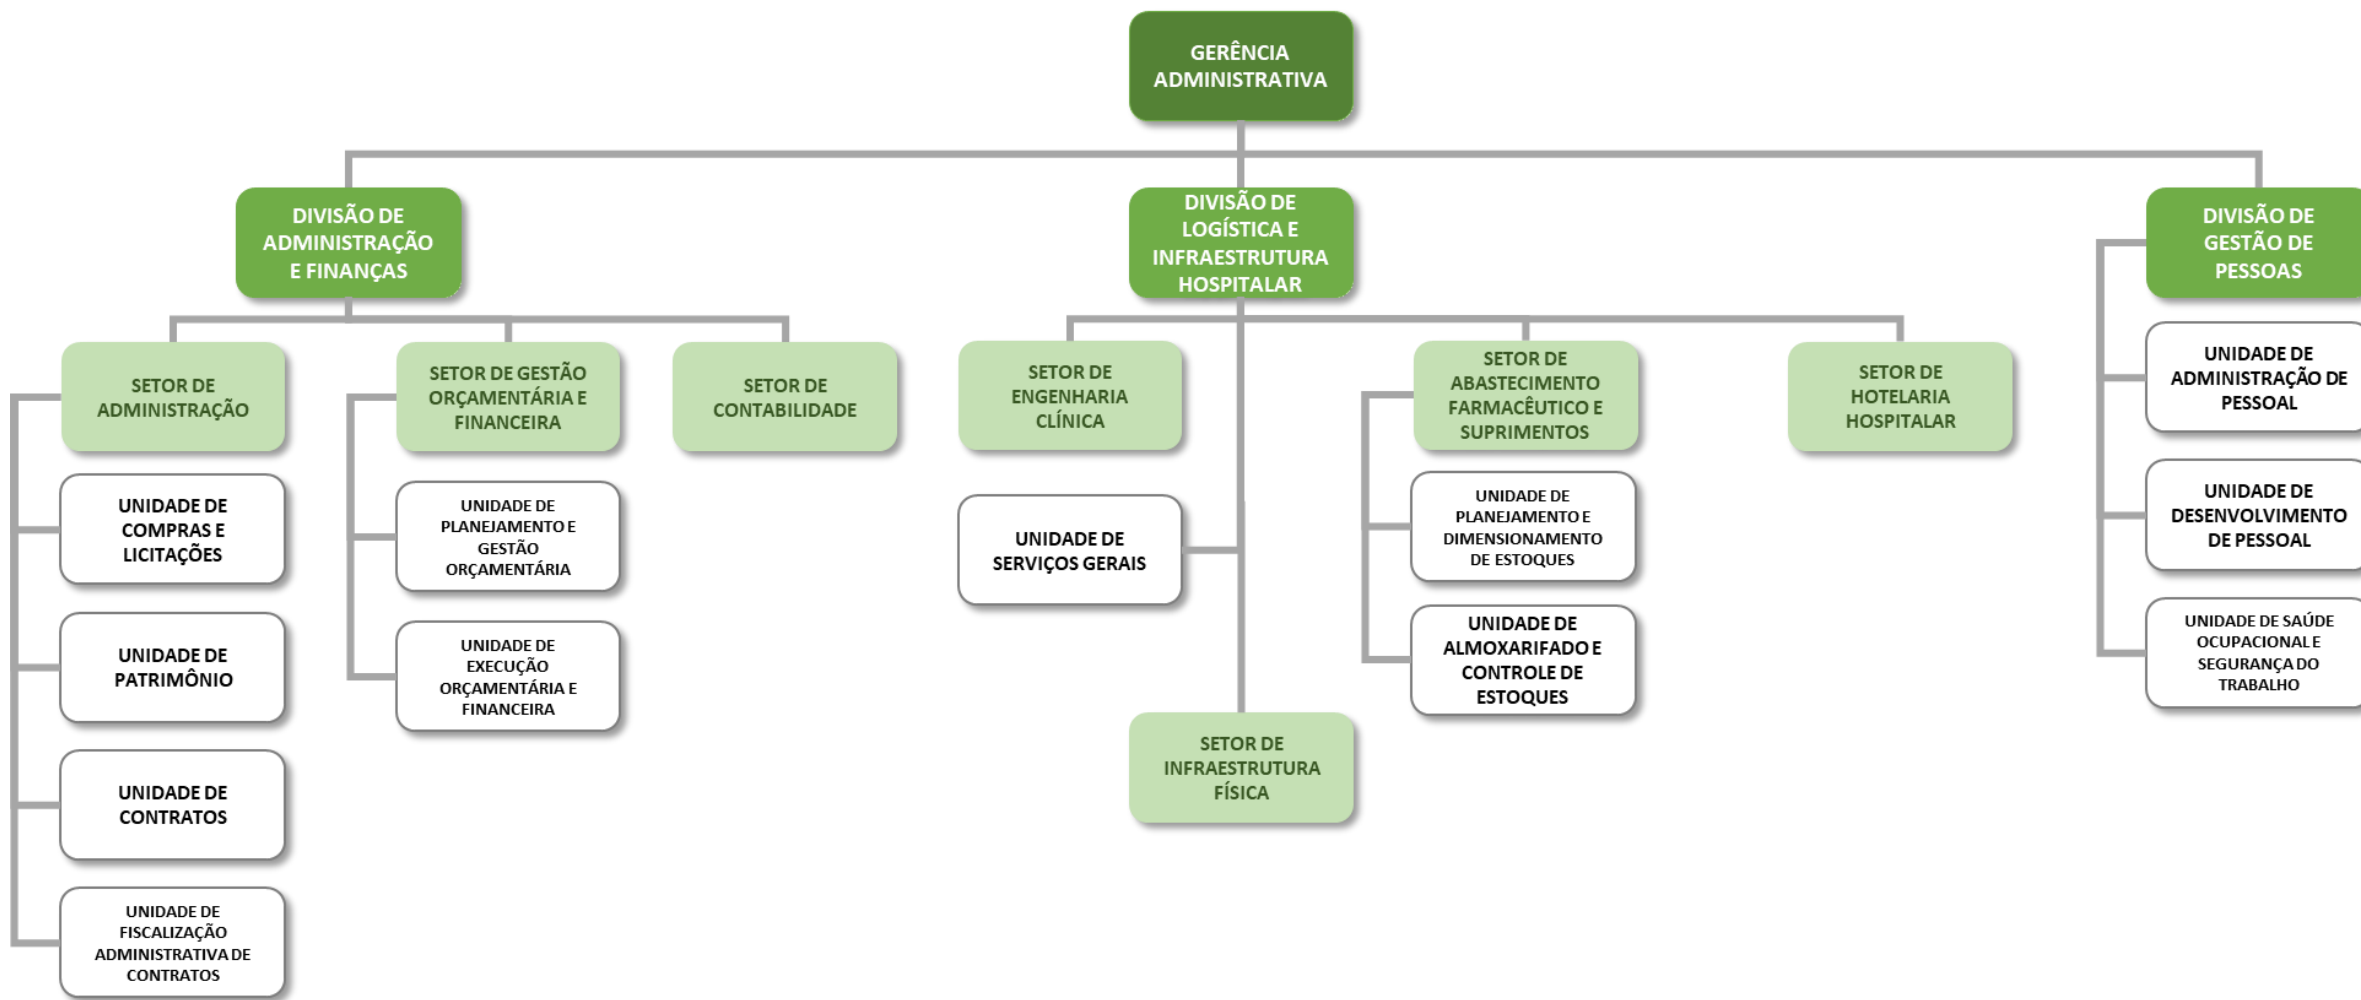 GERÊNCIA
ADMINISTRATIVA
DIVISÃO DE
ADMINISTRAÇÃO
E FINANÇAS
DIVISÃO DE
LOGÍSTICA E
INFRAESTRUTURA
HOSPITALAR
DIVISÃO DE
GESTÃO DE
PESSOAS
SETOR DE
ADMINISTRAÇÃO
SETOR DE GESTÃO
ORÇAMENTÁRIA E
FINANCEIRA
SETOR DE
CONTABILIDADE
SETOR DE
ENGENHARIA
CLÍNICA
SETOR DE
ABASTECIMENTO
FARMACÊUTICO E
SUPRIMENTOS
SETOR DE
HOTELARIA
HOSPITALAR
UNIDADE DE
ADMINISTRAÇÃO DE
PESSOAL
UNIDADE DE
COMPRAS E
LICITAÇÕES
UNIDADE DE
PLANEJAMENTO E
GESTÃO
ORÇAMENTÁRIA
UNIDADE DE
SERVIÇOS GERAIS
UNIDADE DE
PLANEJAMENTO E
DIMENSIONAMENTO
DE ESTOQUES
UNIDADE DE
DESENVOLVIMENTO
DE PESSOAL
UNIDADE DE
PATRIMÔNIO
UNIDADE DE
EXECUÇÃO
ORÇAMENTÁRIA E
FINANCEIRA
UNIDADE DE
ALMOXARIFADO E
CONTROLE DE
ESTOQUES
UNIDADE DE SAÚDE
OCUPACIONAL E
SEGURANÇA DO
TRABALHO
SETOR DE
INFRAESTRUTURA
FÍSICA
UNIDADE DE
CONTRATOS
UNIDADE DE
FISCALIZAÇÃO
ADMINISTRATIVA DE
CONTRATOS